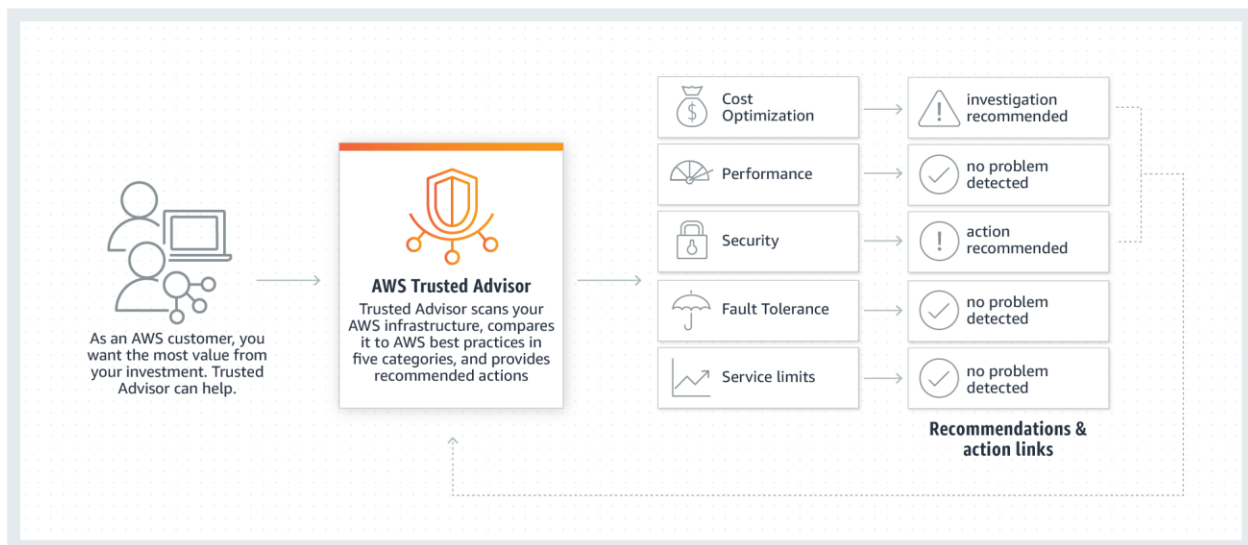 As an AWS customer, you
want the most value from
your investment. Trusted
Advisor can help.
AWS Trusted Advisor
Trusted Advisor scans your
AWS infrastructure, compares
it to AWS best practices in
five categories, and provides
recommended actions
Cost
Optimization
investigation
recommended
Performance
no problem
detected
Security
action
recommended
Fault Tolerance
no problem
detected
Service limits
no problem
detected
Recommendations &
action links